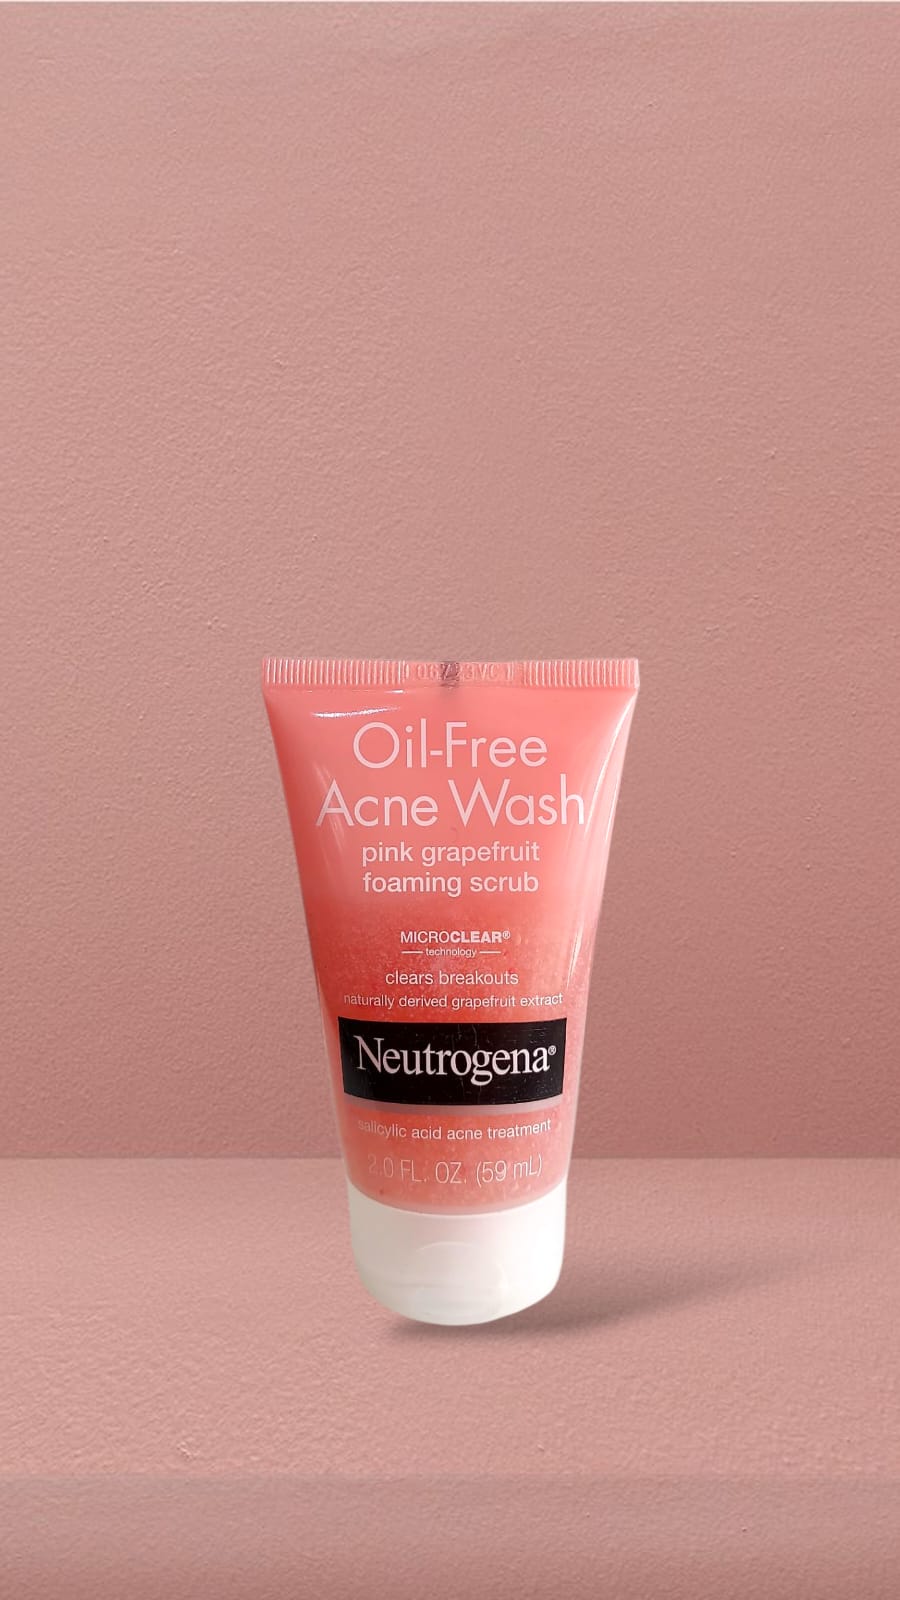 Oil-Free
Acne Wash
pink grapefruit
foaming scrub
MICROCLEAR®
technology
clears breakouts
naturally derived grapefruit extract
Neutrogena®
salicylic acid acne treatment
2.0 FL. OZ. (59 mL)